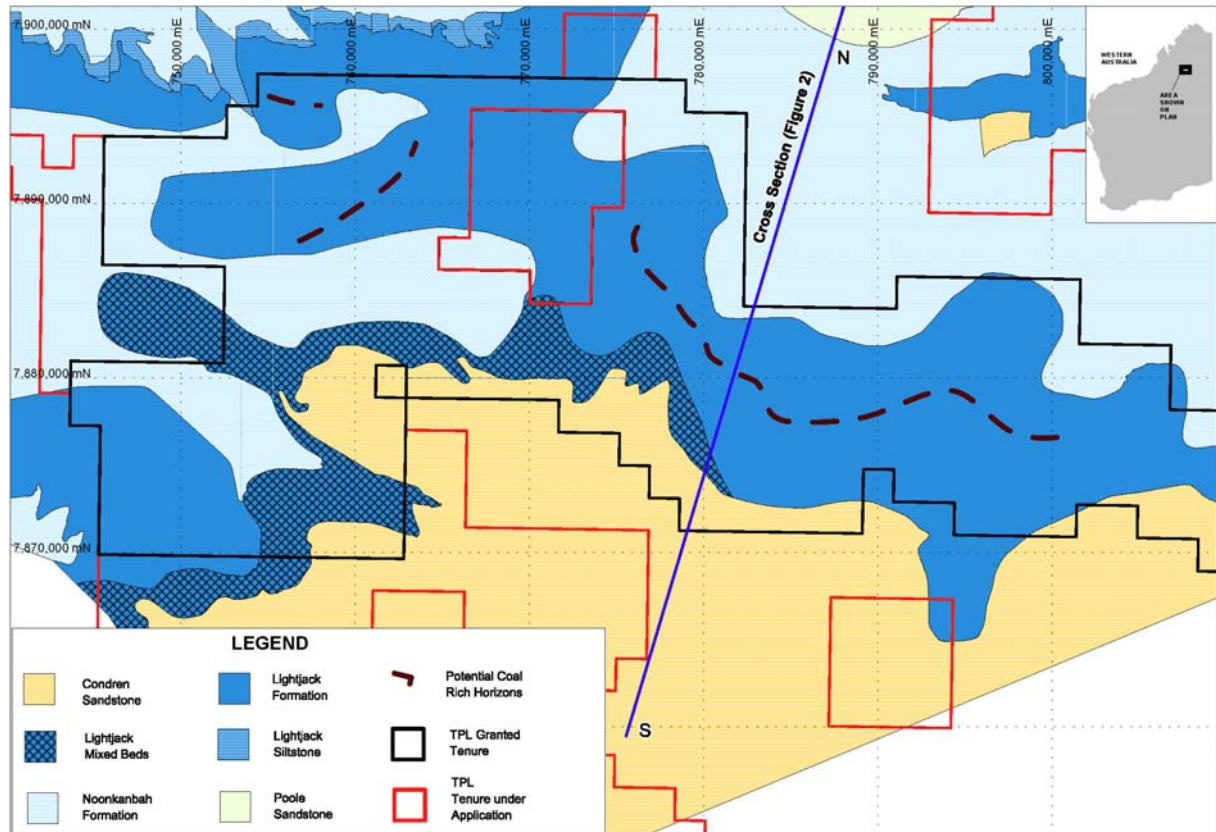 7,900,000 mN
750,000 mE
760,000 mE
770,000 mE
780,000 mE
790,000 mE
800,000 mE
N
Cross Section (Figure 2)
WESTERN
AUSTRALIA
AREA
SHOWN
ON
PLAN
7,890,000 mN
7,880,000 mN
7,870,000 mN
S
LEGEND
Condren
Sandstone
Lightjack
Formation
Potential Coal
Rich Horizons
Lightjack
Mixed Beds
Lightjack
Siltstone
TPL Granted
Tenure
Noonkanbah
Formation
Poole
Sandstone
TPL
Tenure under
Application